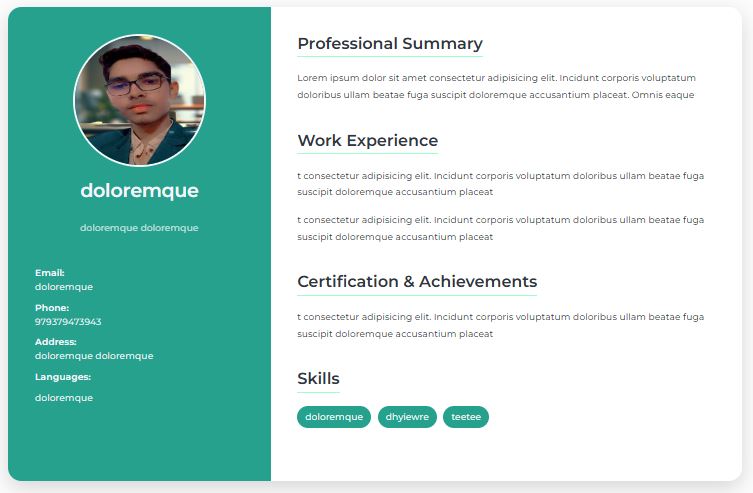 doloremque
doloremque doloremque
Email:
doloremque
Phone:
979379473943
Address:
doloremque doloremque
Languages:
doloremque
Professional Summary
Lorem ipsum dolor sit amet consectetur adipisicing elit. Incidunt corporis voluptatum
doloribus ullam beatae fuga suscipit doloremque accusantium placeat. Omnis eaque
Work Experience
t consectetur adipisicing elit. Incidunt corporis voluptatum doloribus ullam beatae fuga
suscipit doloremque accusantium placeat
t consectetur adipisicing elit. Incidunt corporis voluptatum doloribus ullam beatae fuga
suscipit doloremque accusantium placeat
Certification & Achievements
t consectetur adipisicing elit. Incidunt corporis voluptatum doloribus ullam beatae fuga
suscipit doloremque accusantium placeat
Skills
doloremque dhyiewre teetee